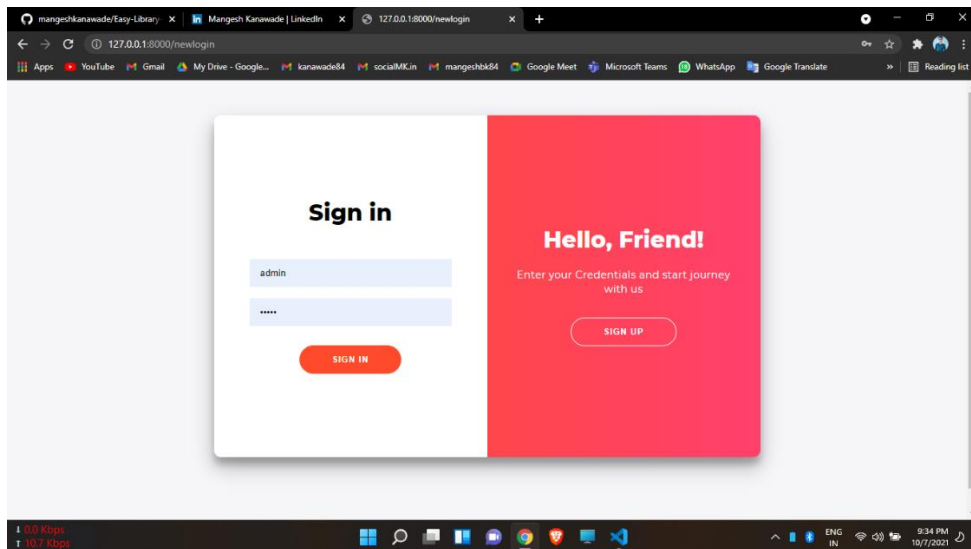 mangeshkanawade/Easy-Library
Mangesh Kanawade | LinkedIn
127.0.0.1:8000/newlogin
127.0.0.1:8000/newlogin
Apps YouTube Gmail My Drive - Google... kanawade84 socialMK.in mangeshbk84 Google Meet Microsoft Teams WhatsApp Google Translate » Reading list
Sign in
admin
•••••
SIGN IN
Hello, Friend!
Enter your Credentials and start journey
with us
SIGN UP
0.0 Kbps
10.7 Kbps
ENG
IN
9:34 PM
10/7/2021